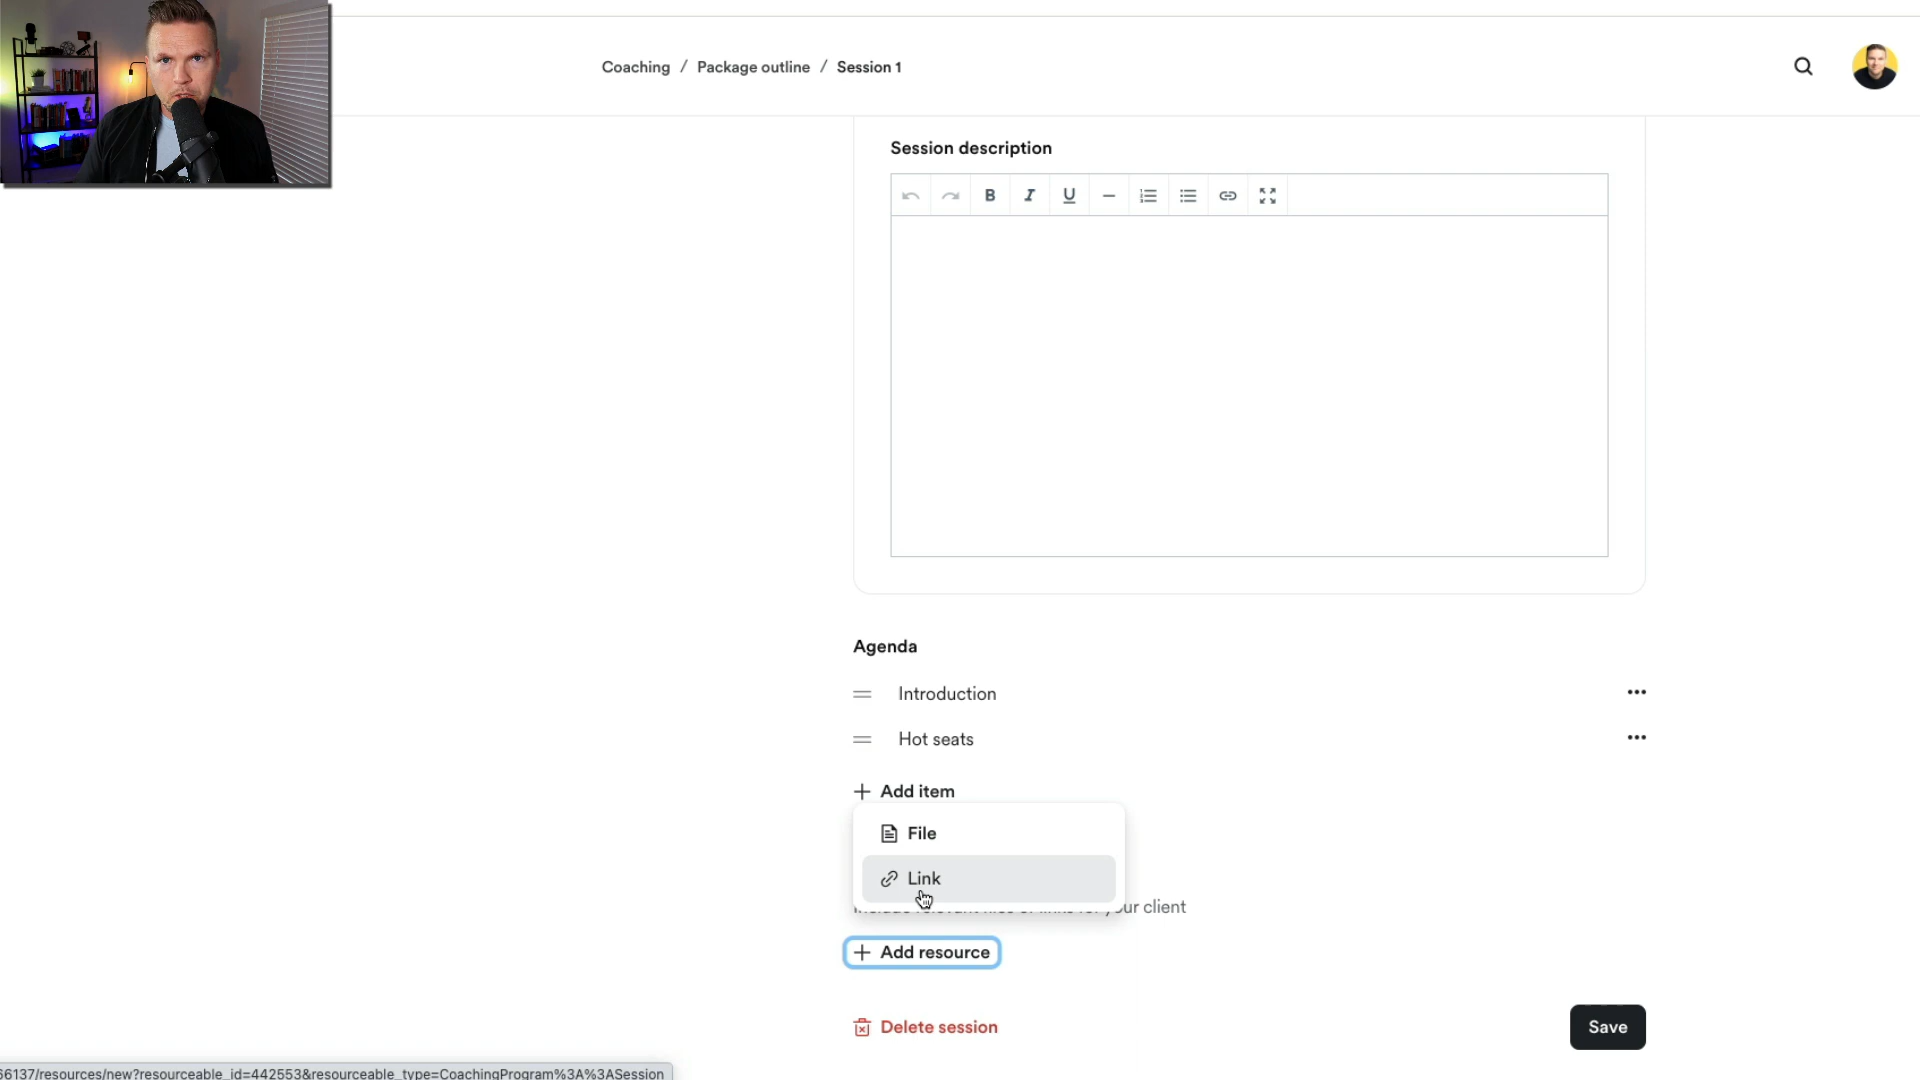 Coaching / Package outline / Session 1
Session description
B I U
Agenda
Introduction
Hot seats
Add item
File
Link
ur client
Add resource
Delete session
Save
66137/resources/new?resourceable_id=442553&resourceable_type=CoachingProgram%3A%3ASession